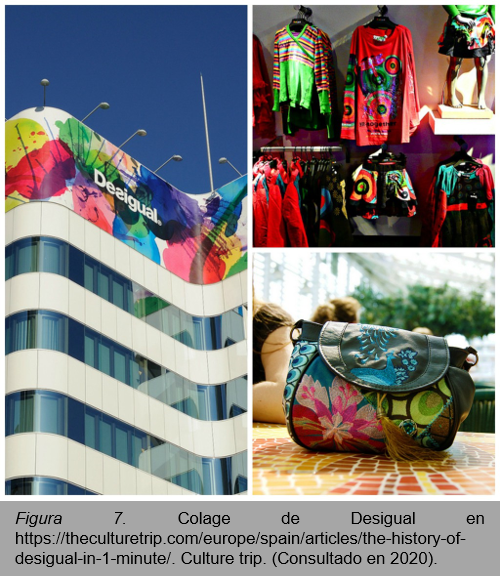 Desigual.
Figura 7. Colage de Desigual en
https://theculturetrip.com/europe/spain/articles/the-history-of-
desigual-in-1-minute/. Culture trip. (Consultado en 2020).